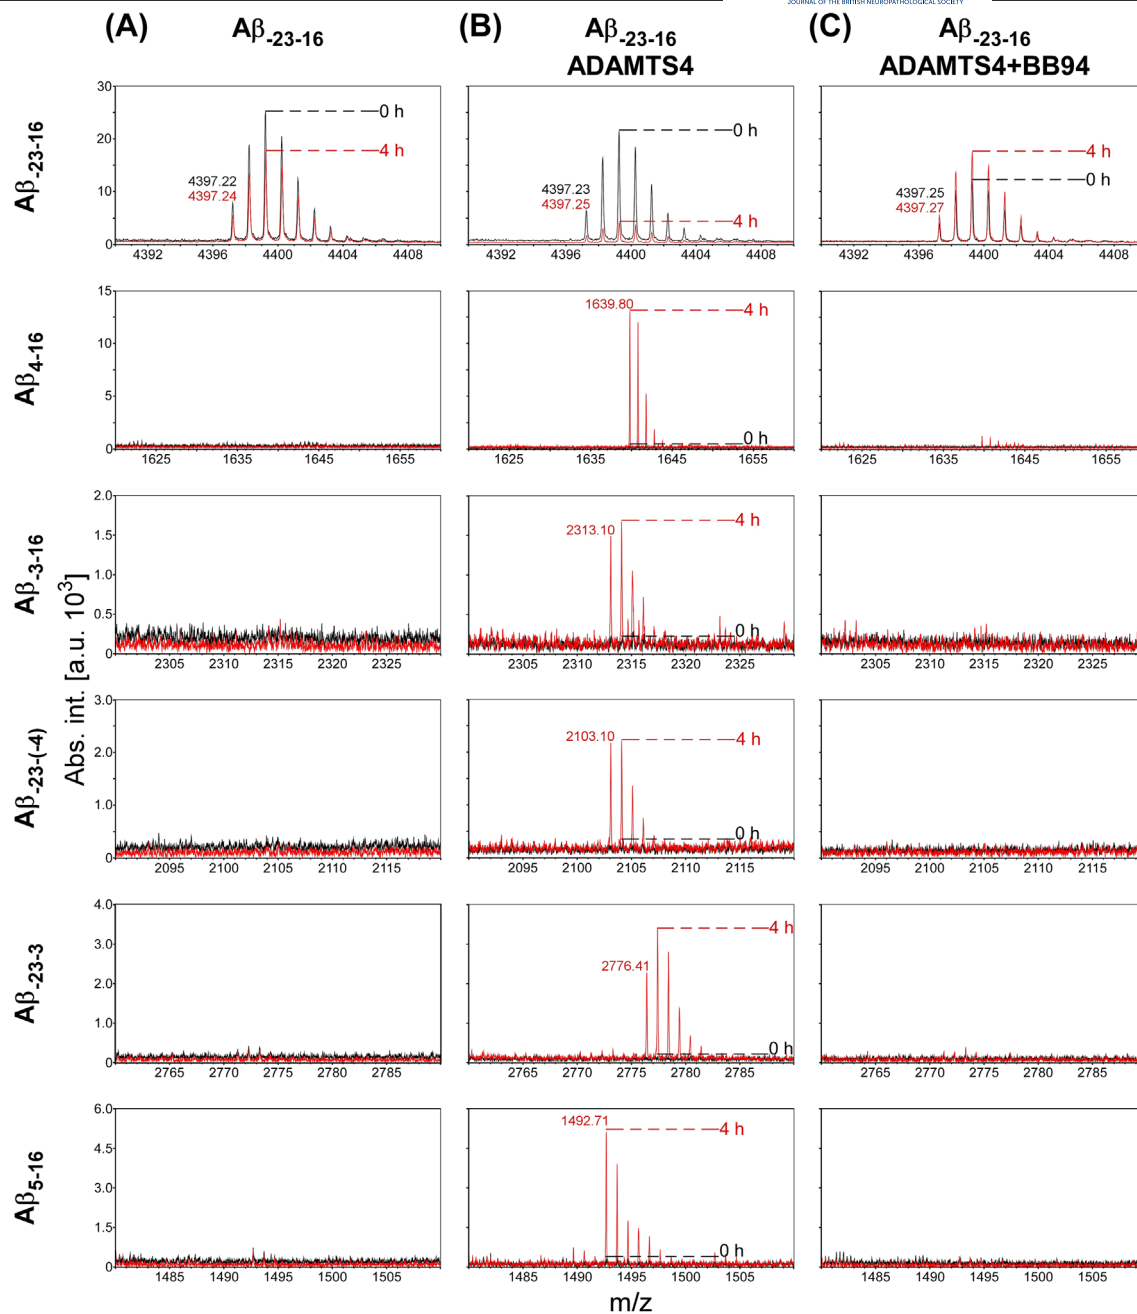 JOURNAL OF THE BRITISH NEUROPATHOLOGICAL SOCIETY
(A) Aβ-23-16 (B) Aβ-23-16 (C) Aβ-23-16
ADAMTS4 ADAMTS4+BB94
Aβ-23-16
30
20
10
0
0 h
4 h
4397.22
4397.24
4392 4396 4400 4404 4408
0 h
4397.23
4397.25
4 h
4392 4396 4400 4404 4408
4 h
0 h
4397.25
4397.27
4392 4396 4400 4404 4408
Aβ4-16
15
10
5
0
1625 1635 1645 1655
1639.80
4 h
0 h
1625 1635 1645 1655
1625 1635 1645 1655
Aβ-3-16
2.0
1.5
1.0
0.5
0
2305 2310 2315 2320 2325
4 h
2313.10
0 h
2305 2310 2315 2320 2325
2305 2310 2315 2320 2325
Abs. int. [a.u. 10³]
Aβ-23-(-4)
3.0
2.0
1.0
0
2095 2100 2105 2110 2115
2103.10
4 h
0 h
2095 2100 2105 2110 2115
2095 2100 2105 2110 2115
Aβ-23-3
4.0
3.0
2.0
1.0
0
2765 2770 2775 2780 2785
4 h
2776.41
0 h
2765 2770 2775 2780 2785
2765 2770 2775 2780 2785
Aβ5-16
6.0
4.5
3.0
1.5
0
1485 1490 1495 1500 1505
1492.71
4 h
0 h
1485 1490 1495 1500 1505
1485 1490 1495 1500 1505
m/z